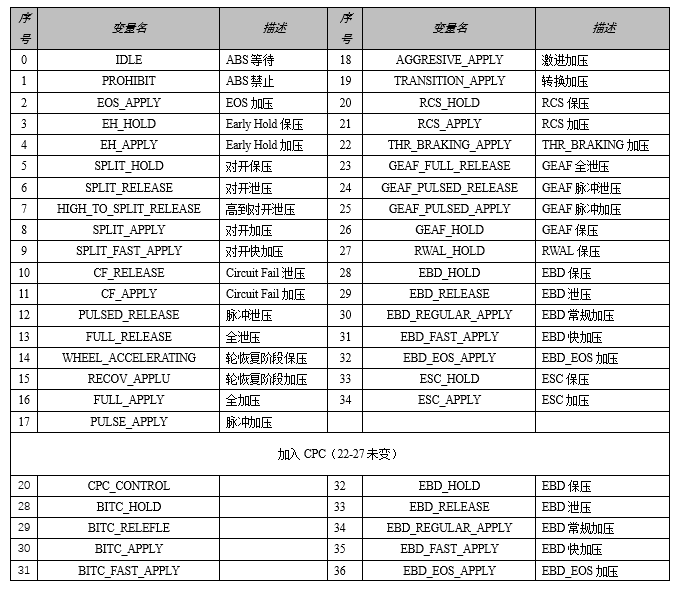 序号 变量名 描述 序号 变量名 描述
0 IDLE ABS 等待 18 AGGRESIVE_APPLY 激进加压
1 PROHIBIT ABS 禁止 19 TRANSITION_APPLY 转换加压
2 EOS_APPLY EOS 加压 20 RCS_HOLD RCS 保压
3 EH_HOLD Early Hold 保压 21 RCS_APPLY RCS 加压
4 EH_APPLY Early Hold 加压 22 THR_BRAKING_APPLY THR_BRAKING 加压
5 SPLIT_HOLD 对开保压 23 GEAF_FULL_RELEASE GEAF 全泄压
6 SPLIT_RELEASE 对开泄压 24 GEAF_PULSED_RELEASE GEAF 脉冲泄压
7 HIGH_TO_SPLIT_RELEASE 高到对开泄压 25 GEAF_PULSED_APPLY GEAF 脉冲加压
8 SPLIT_APPLY 对开加压 26 GEAF_HOLD GEAF 保压
9 SPLIT_FAST_APPLY 对开快加压 27 RWAL_HOLD RWAL 保压
10 CF_RELEASE Circuit Fail 泄压 28 EBD_HOLD EBD 保压
11 CF_APPLY Circuit Fail 加压 29 EBD_RELEASE EBD 泄压
12 PULSED_RELEASE 脉冲泄压 30 EBD_REGULAR_APPLY EBD 常规加压
13 FULL_RELEASE 全泄压 31 EBD_FAST_APPLY EBD 快加压
14 WHEEL_ACCELERATING 轮恢复阶段保压 32 EBD_EOS_APPLY EBD_EOS 加压
15 RECOV_APPLU 轮恢复阶段加压 33 ESC_HOLD ESC 保压
16 FULL_APPLY 全加压 34 ESC_APPLY ESC 加压
17 PULSE_APPLY 脉冲加压
加入 CPC（22-27 未变）
20 CPC_CONTROL 32 EBD_HOLD EBD 保压
28 BITC_HOLD 33 EBD_RELEASE EBD 泄压
29 BITC_RELEFLE 34 EBD_REGULAR_APPLY EBD 常规加压
30 BITC_APPLY 35 EBD_FAST_APPLY EBD 快加压
31 BITC_FAST_APPLY 36 EBD_EOS_APPLY EBD_EOS 加压